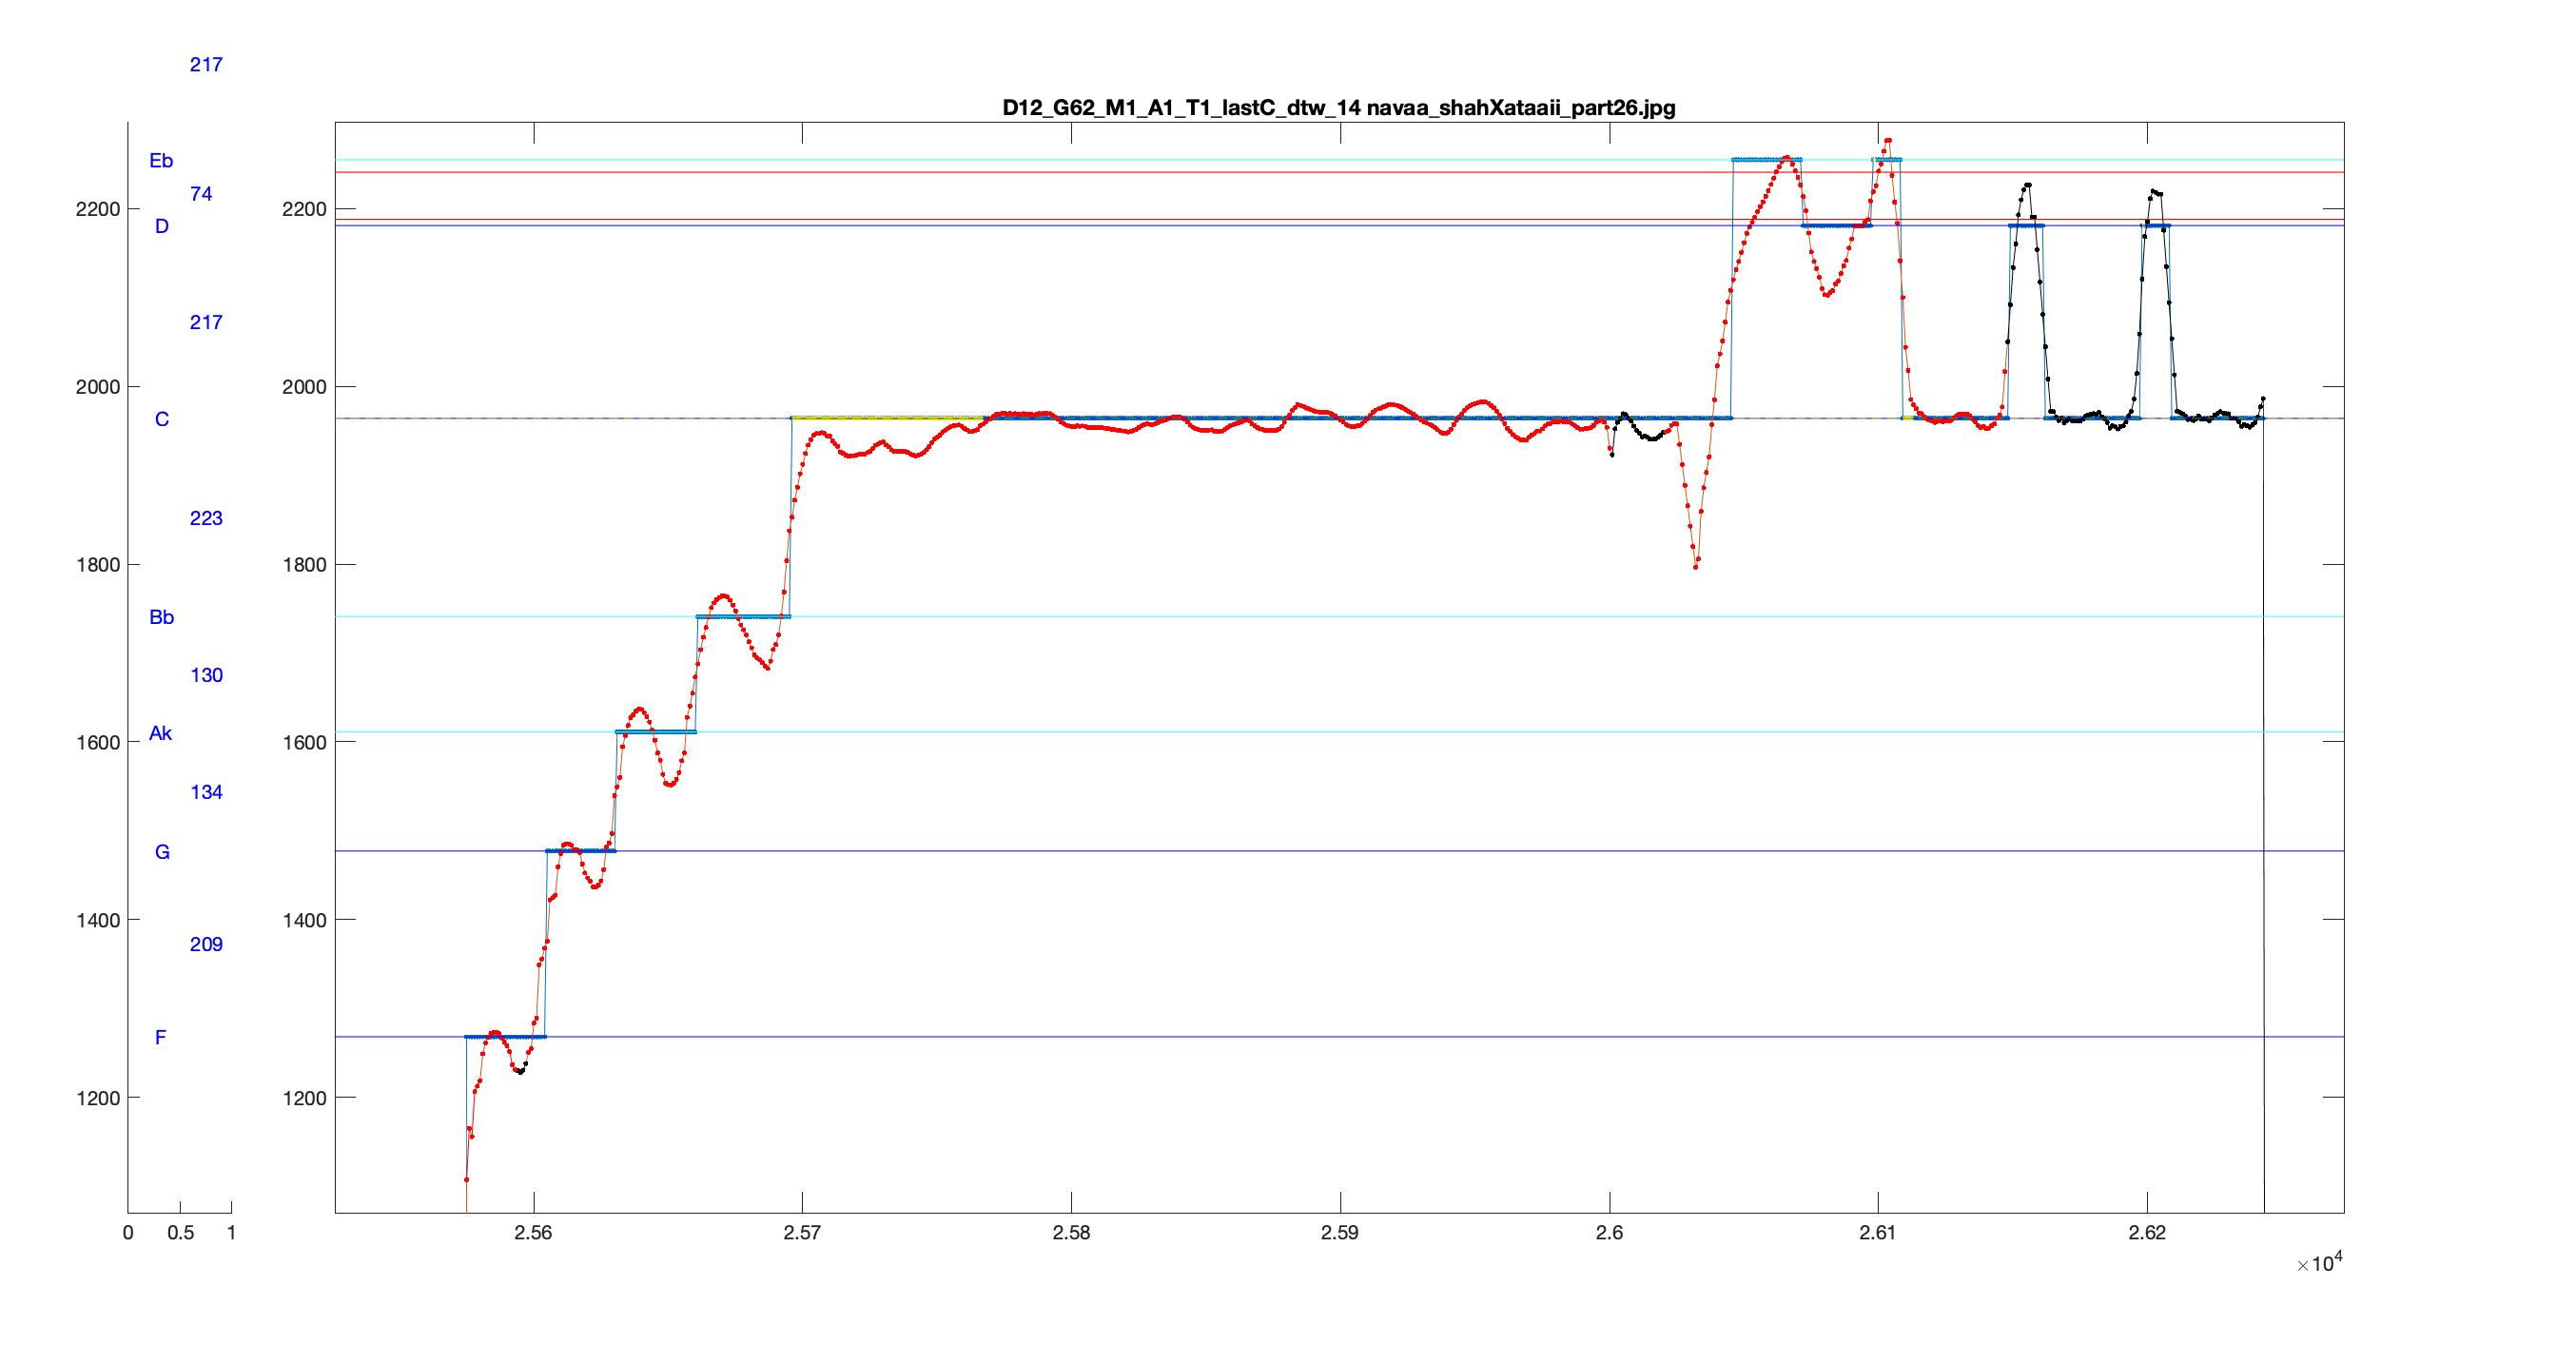 217
D12_G62_M1_A1_T1_lastC_dtw_14 navaa_shahXataaii_part26.jpg
Eb
74
2200 2200
D
217
2000 2000
C
223
1800 1800
Bb
130
1600 Ak 1600
134
G
1400 1400
209
F
1200 1200
0 0.5 1 2.56 2.57 2.58 2.59 2.6 2.61 2.62
×10^4